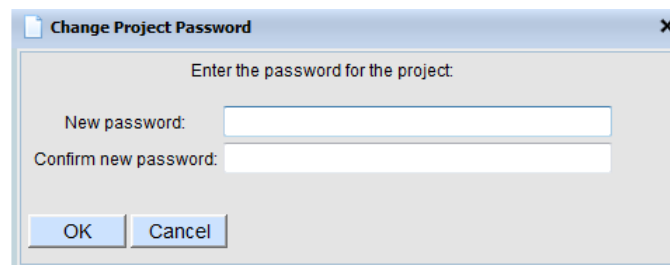 Change Project Password
Enter the password for the project:
New password:
Confirm new password:
OK Cancel